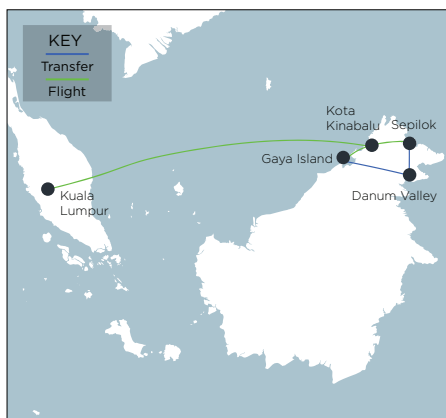 KEY
Transfer
Flight
Kota
Kinabalu
Sepilok
Gaya Island
Danum Valley
Kuala
Lumpur